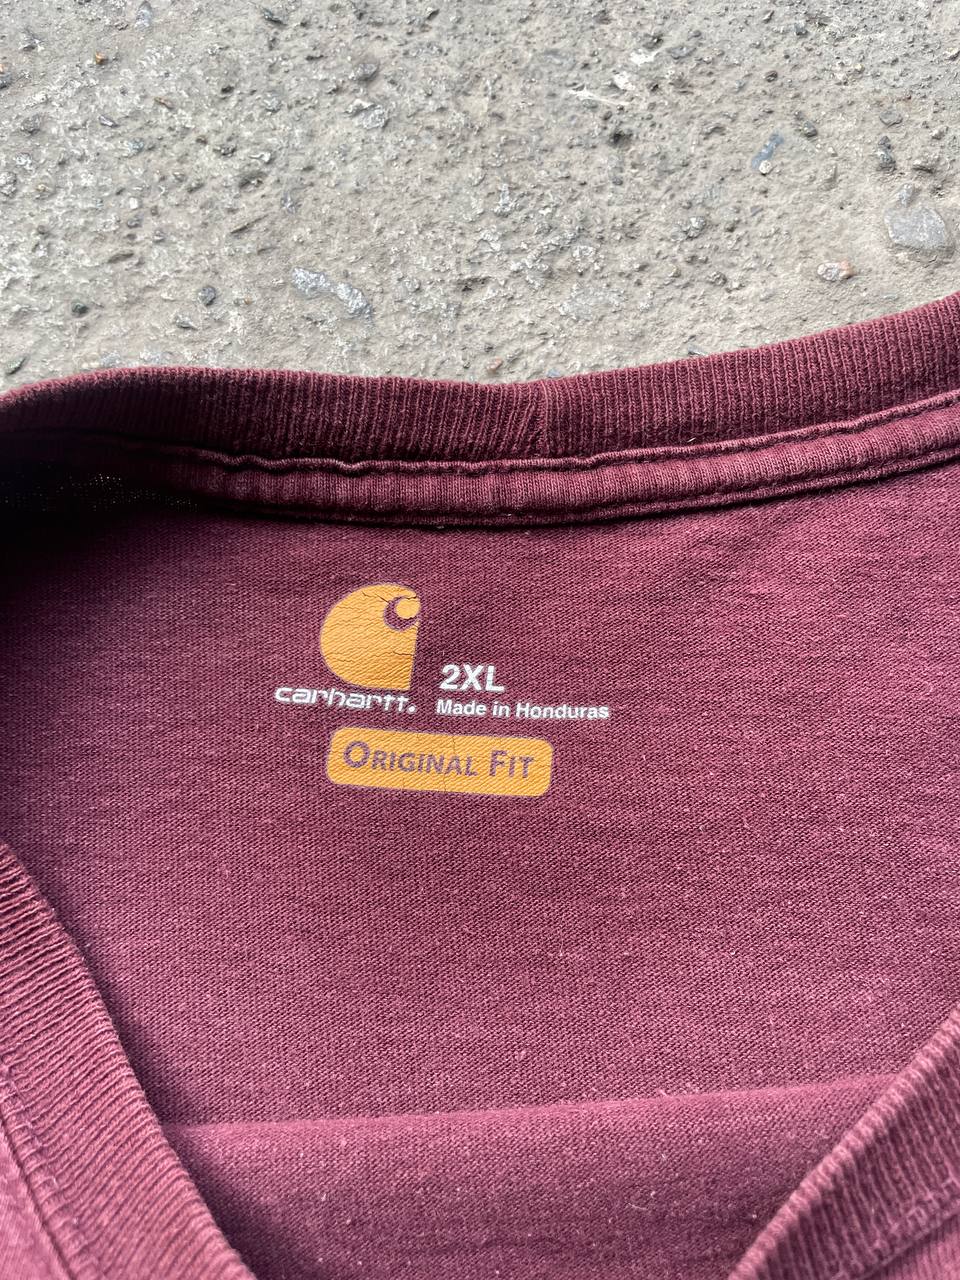 carhartt.
2XL
Made in Honduras
ORIGINAL FIT